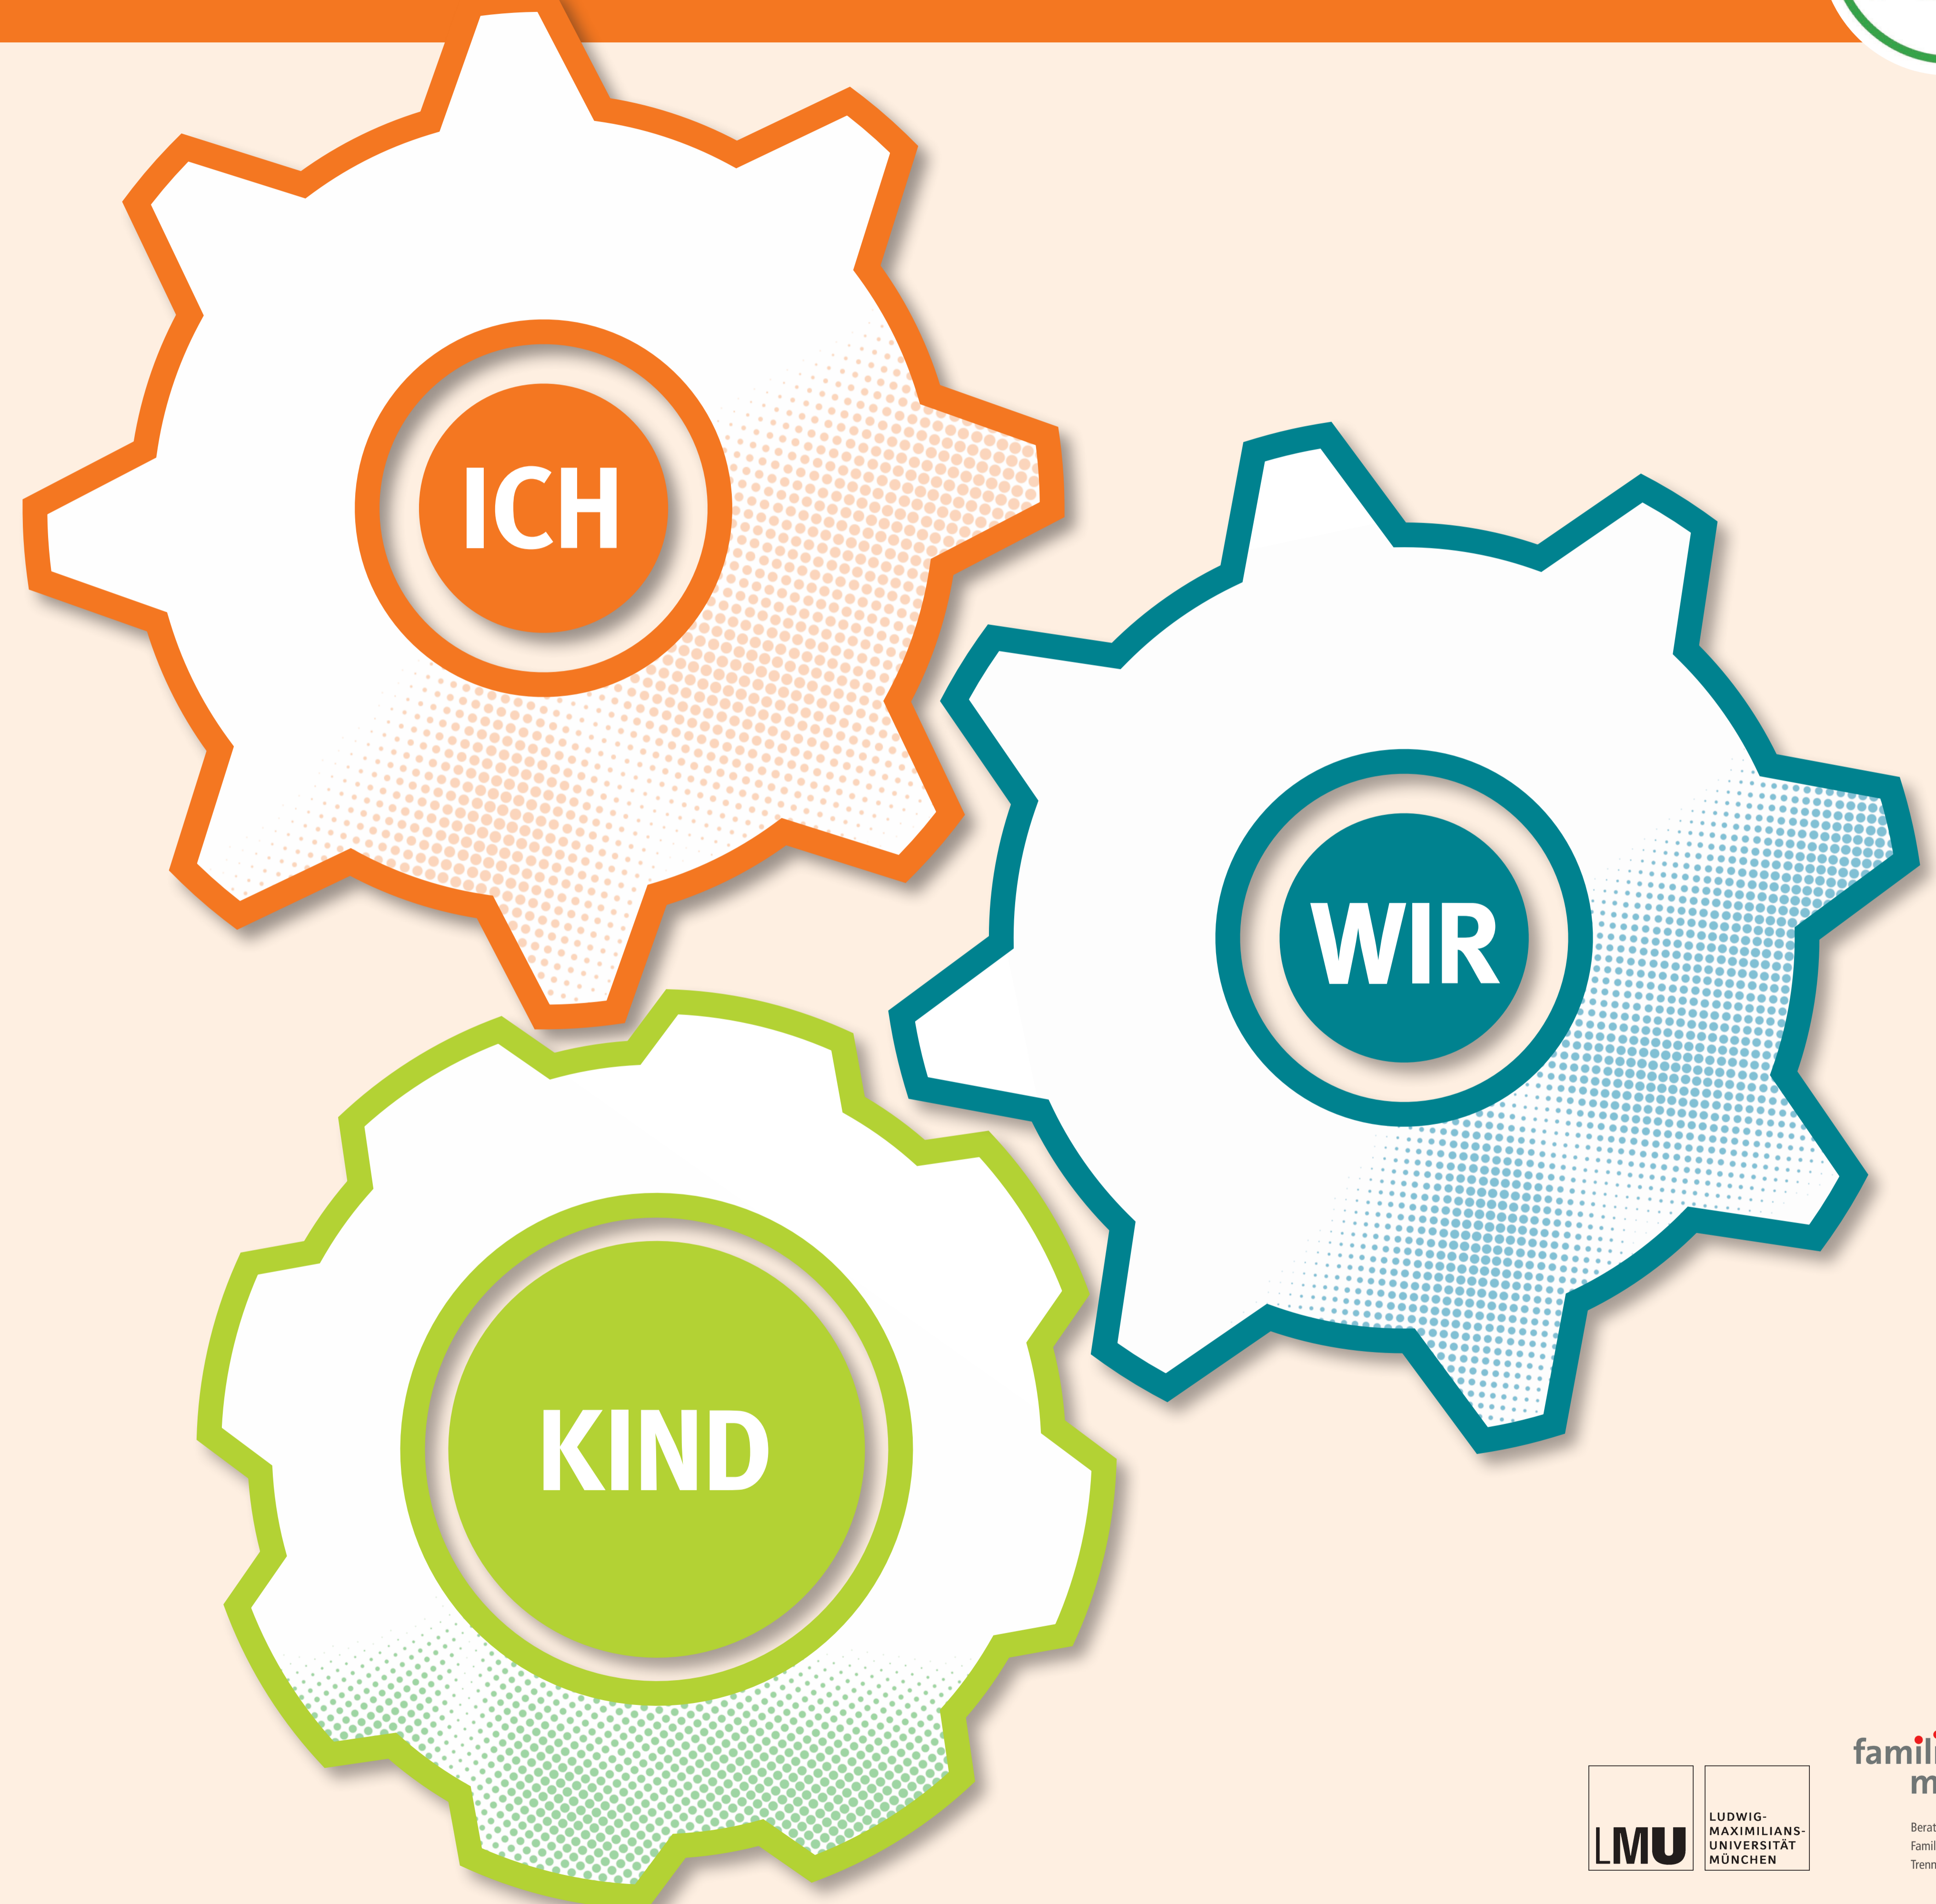 ICH
WIR
KIND
LMU
LUDWIG-
MAXIMILIANS-
UNIVERSITÄT
MÜNCHEN